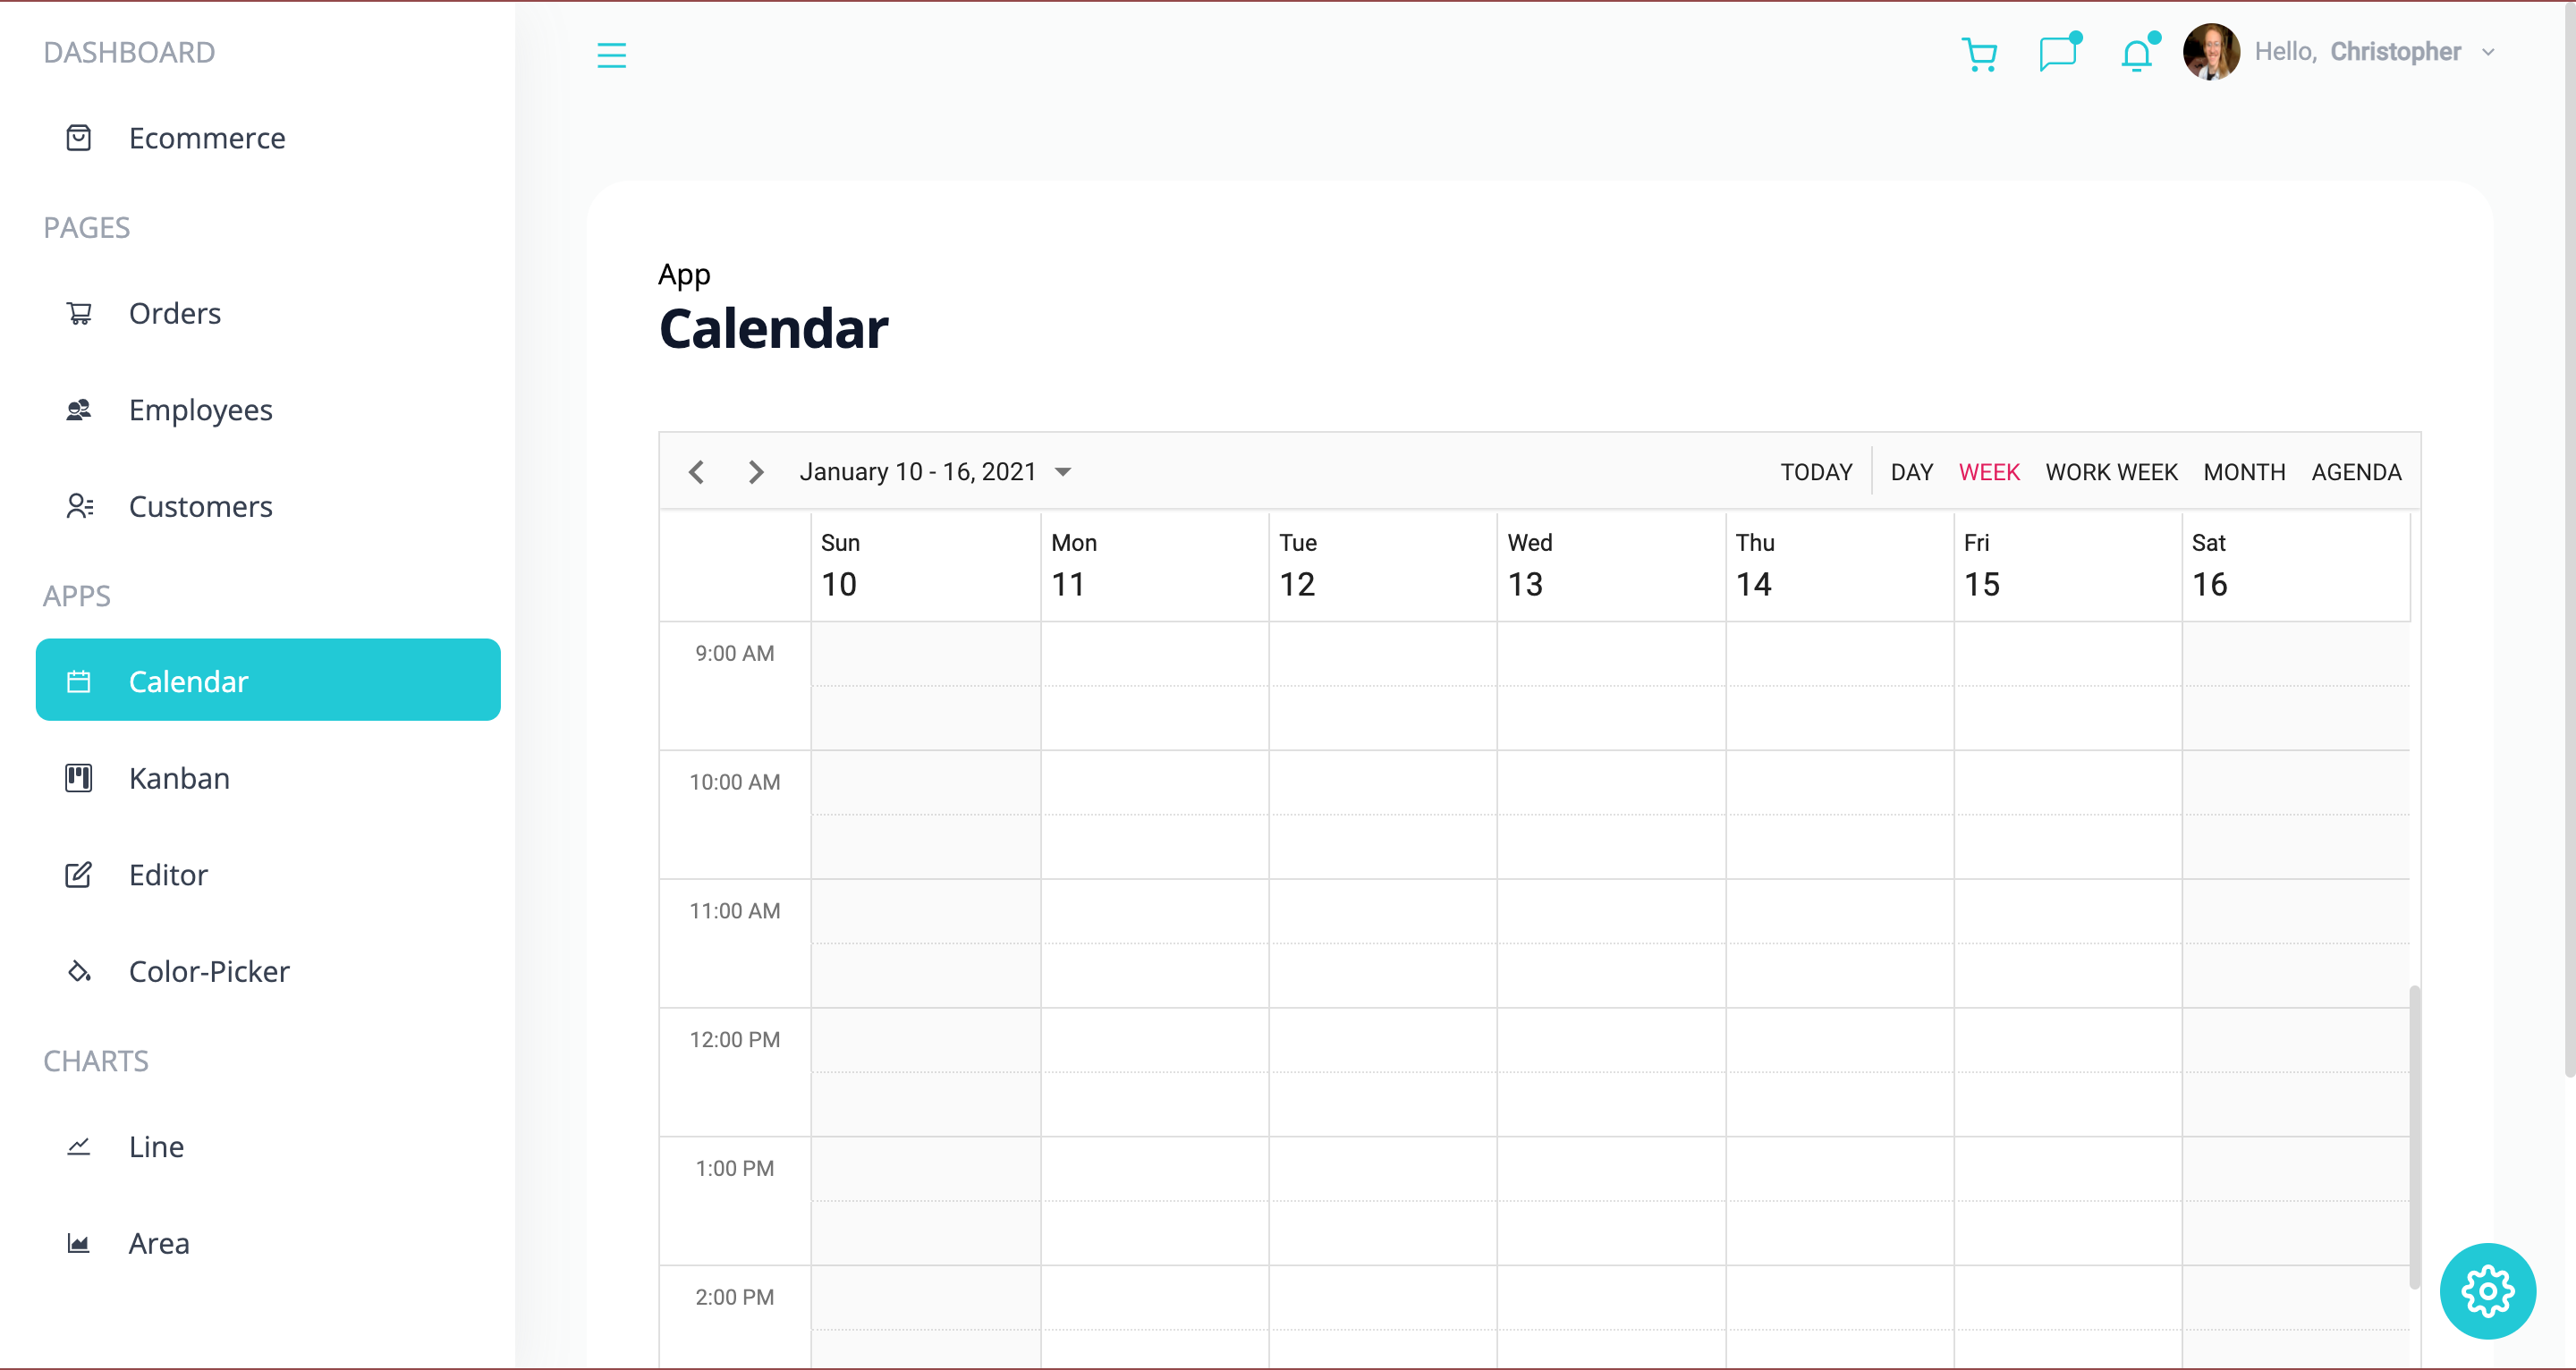 DASHBOARD
Ecommerce
PAGES
Orders
Employees
Customers
APPS
Calendar
Kanban
Editor
Color-Picker
CHARTS
Line
Area
Hello, Christopher
App
Calendar
January 10 - 16, 2021
TODAY DAY WEEK WORK WEEK MONTH AGENDA
Sun Mon Tue Wed Thu Fri Sat
10 11 12 13 14 15 16
9:00 AM
10:00 AM
11:00 AM
12:00 PM
1:00 PM
2:00 PM